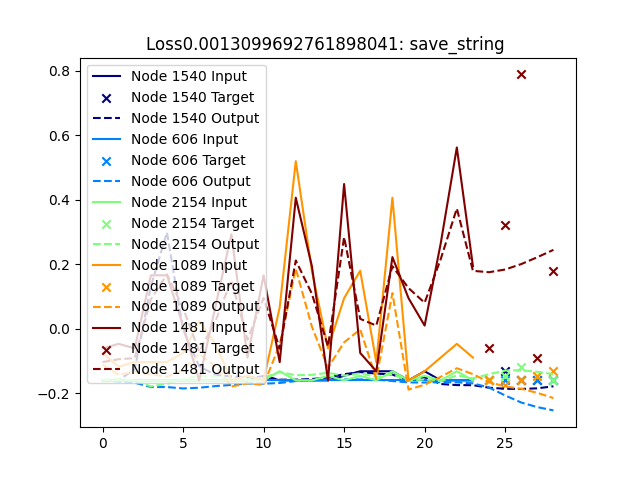 Loss0.0013099692761898041: save_string
0.8
0.6
0.4
0.2
0.0
−0.2
Node 1540 Input
Node 1540 Target
Node 1540 Output
Node 606 Input
Node 606 Target
Node 606 Output
Node 2154 Input
Node 2154 Target
Node 2154 Output
Node 1089 Input
Node 1089 Target
Node 1089 Output
Node 1481 Input
Node 1481 Target
Node 1481 Output
0 5 10 15 20 25